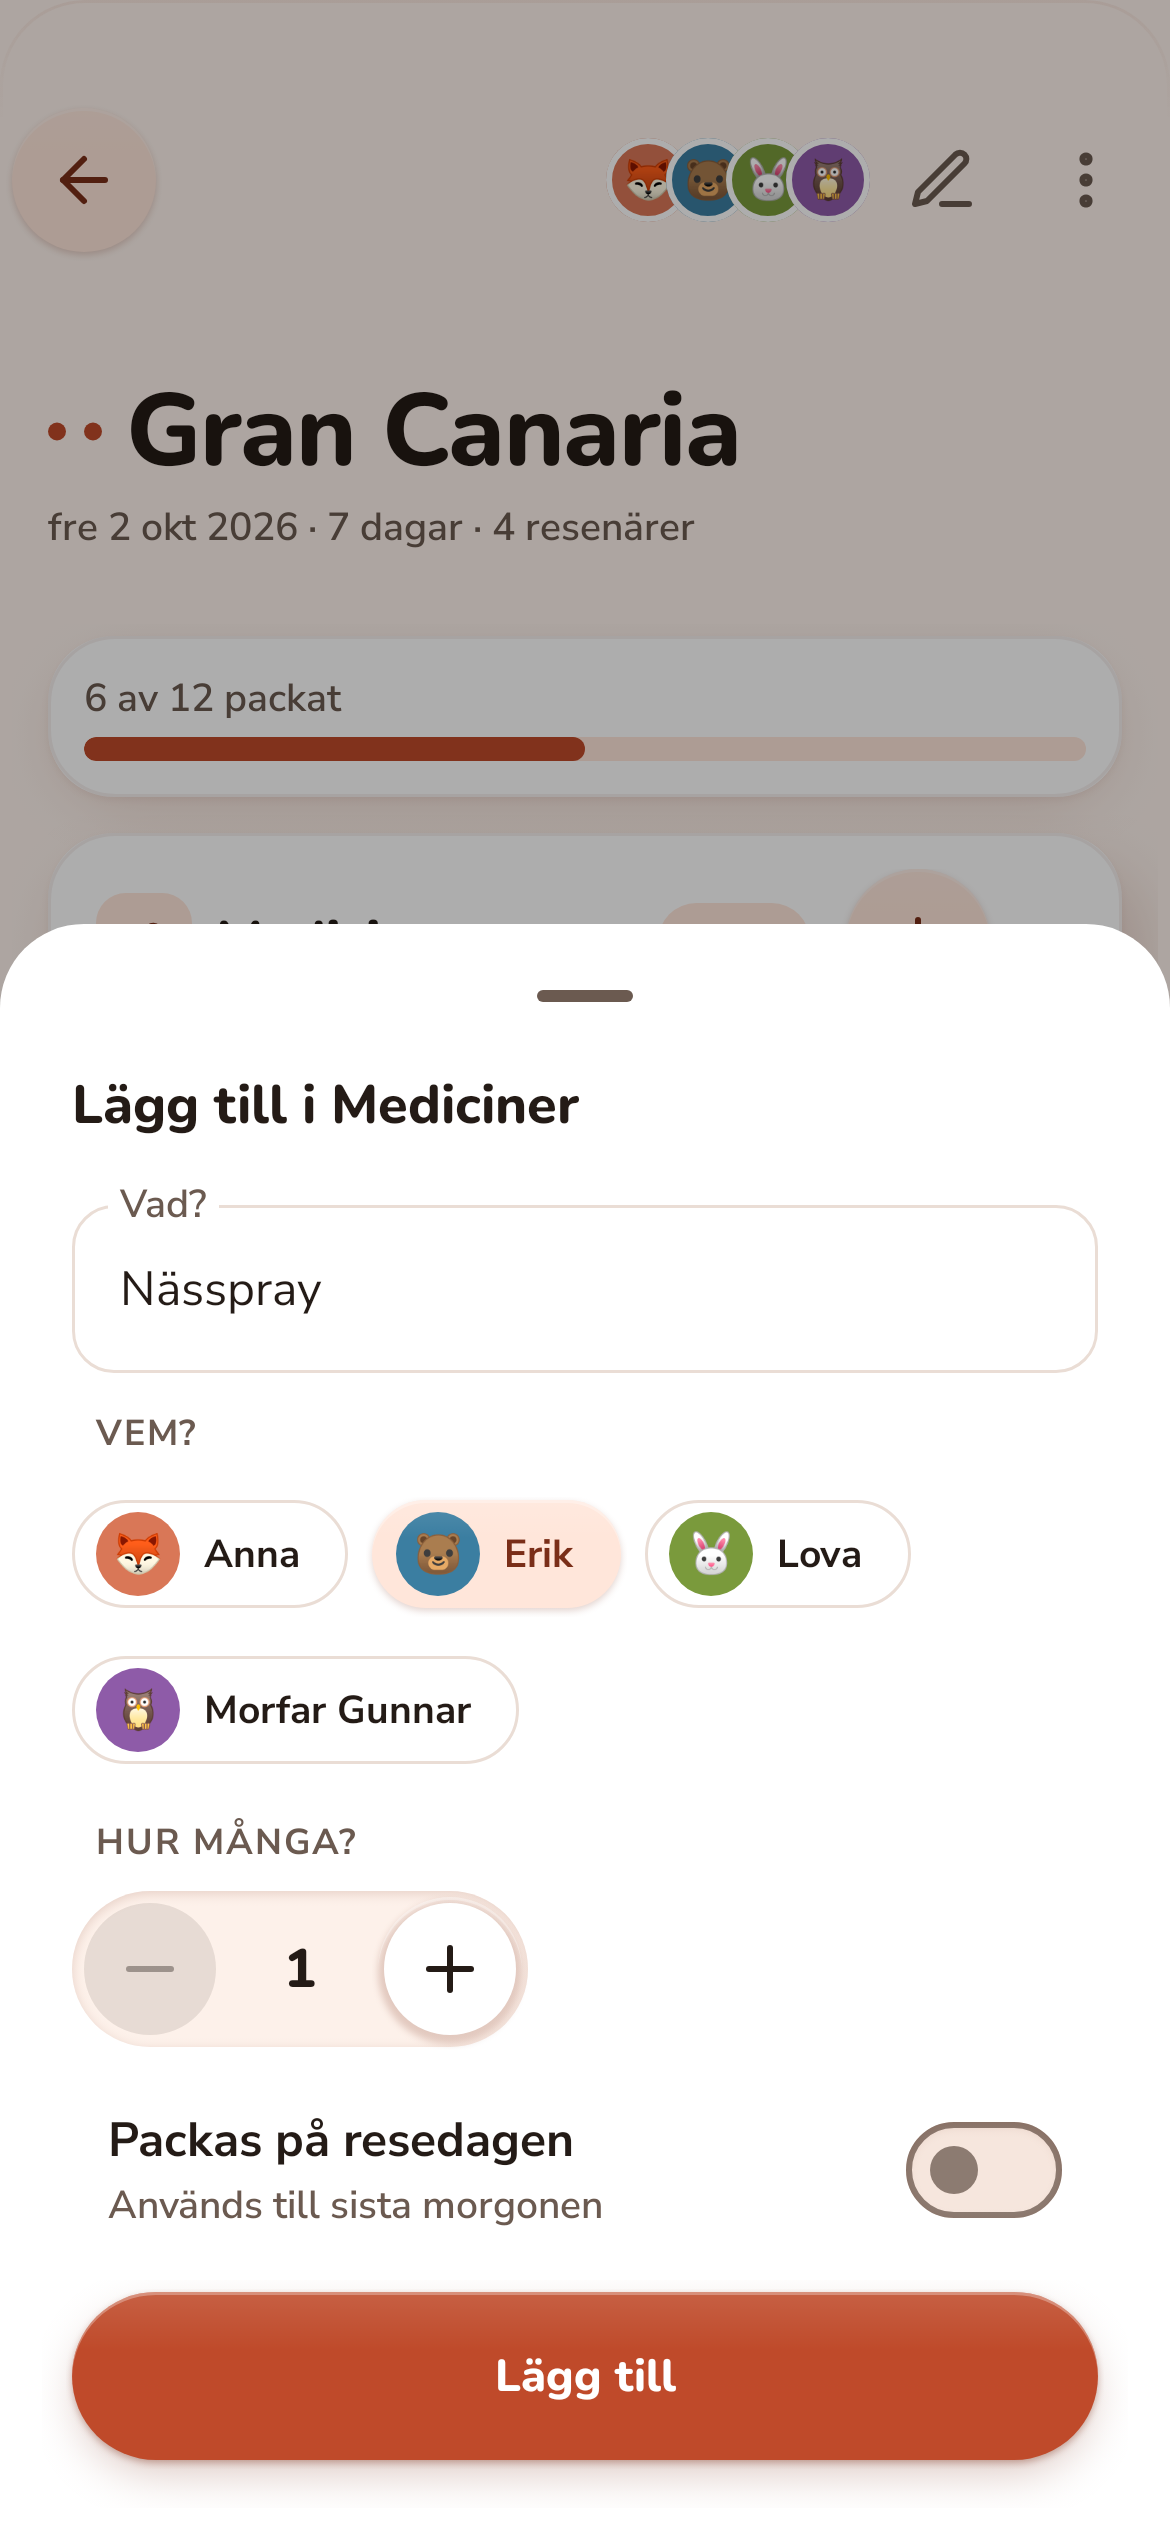 Gran Canaria
fre 2 okt 2026 · 7 dagar · 4 resenärer
6 av 12 packat
Lägg till i Mediciner
Vad?
Nässpray
VEM?
Anna
Erik
Lova
Morfar Gunnar
HUR MÅNGA?
1
Packas på resedagen
Används till sista morgonen
Lägg till